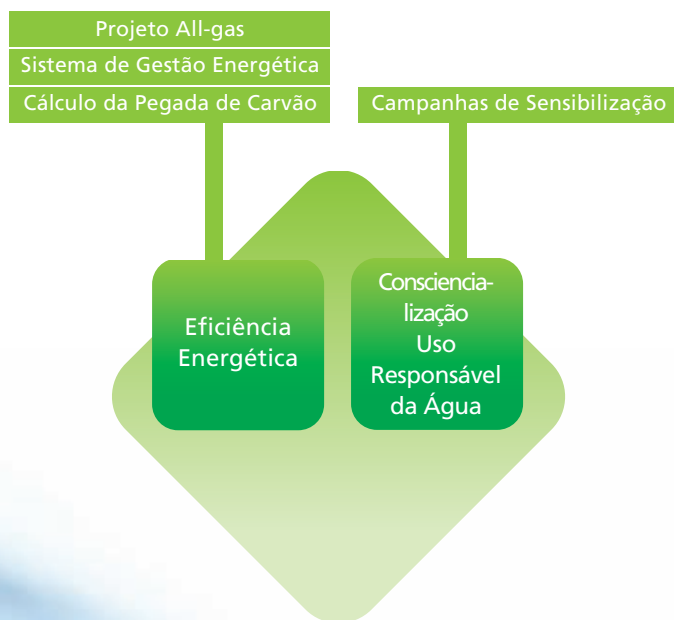 Projeto All-gas
Sistema de Gestão Energética
Cálculo da Pegada de Carvão
Campanhas de Sensibilização
Eficiência
Energética
Consciencia-
lização
Uso
Responsável
da Água